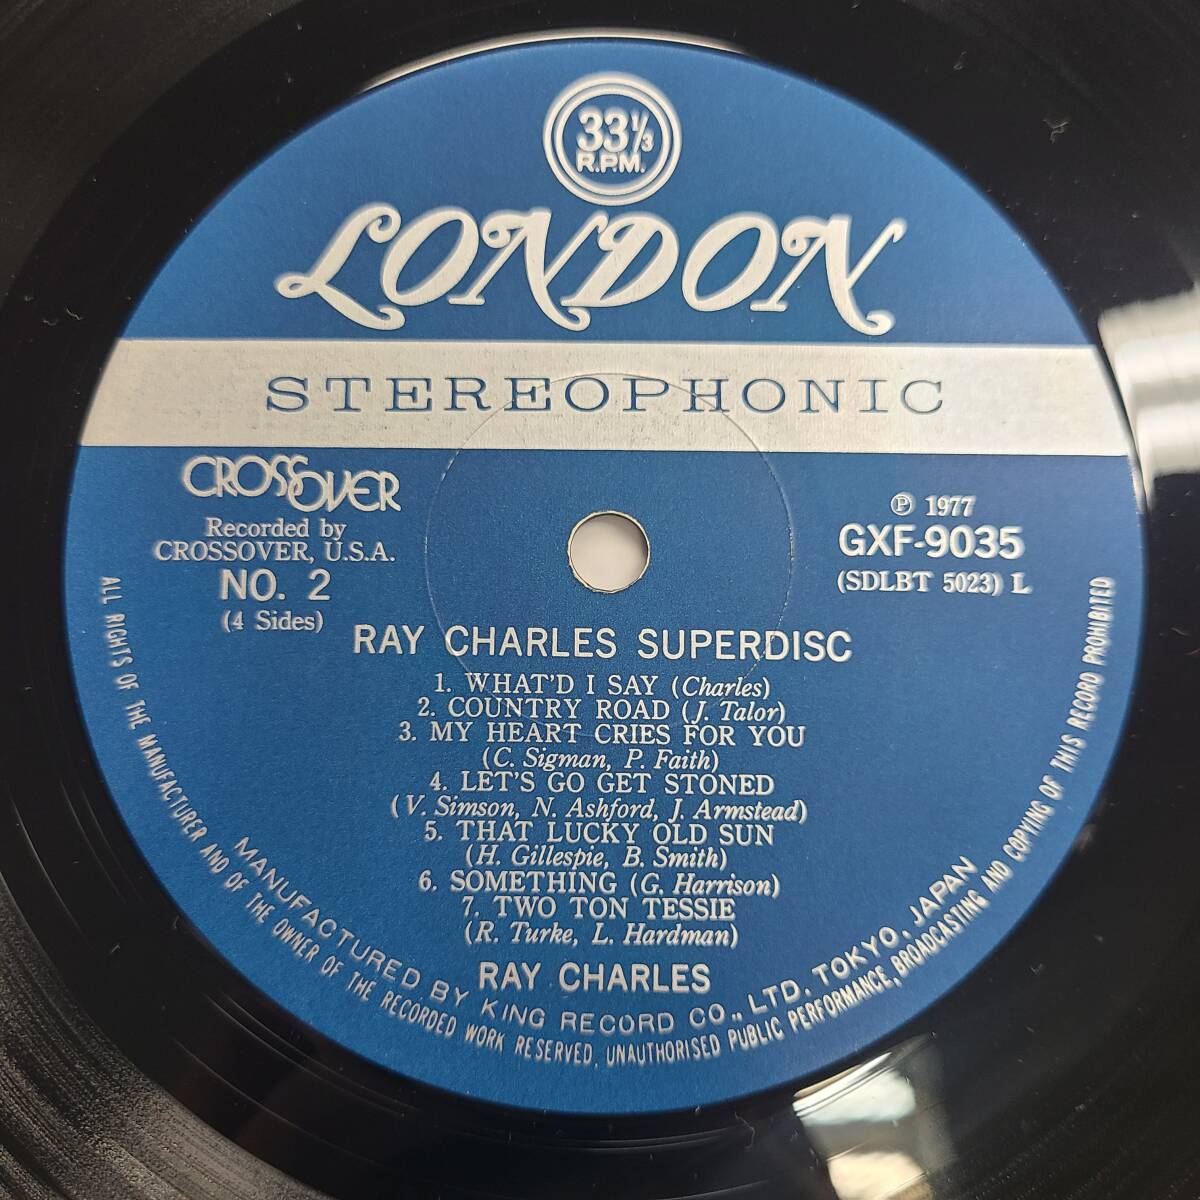 33 1/3
R.P.M.
LONDON
STEREOPHONIC
CROSSOVER
Recorded by
CROSSOVER, U.S.A.
NO. 2
(4 Sides)
℗ 1977
GXF-9035
(SDLBT 5023) L
RAY CHARLES SUPERDISC
1. WHAT'D I SAY (Charles)
2. COUNTRY ROAD (J. Talor)
3. MY HEART CRIES FOR YOU
(C. Sigman, P. Faith)
4. LET'S GO GET STONED
(V. Simson, N. Ashford, J. Armstead)
5. THAT LUCKY OLD SUN
(H. Gillespie, B. Smith)
6. SOMETHING (G. Harrison)
7. TWO TON TESSIE
(R. Turke, L. Hardman)
RAY CHARLES
MANUFACTURED BY KING RECORD CO., LTD. TOKYO, JAPAN
ALL RIGHTS OF THE MANUFACTURER AND OF THE OWNER OF THE RECORDED WORK RESERVED. UNAUTHORISED PUBLIC PERFORMANCE, BROADCASTING AND COPYING OF THIS RECORD PROHIBITED